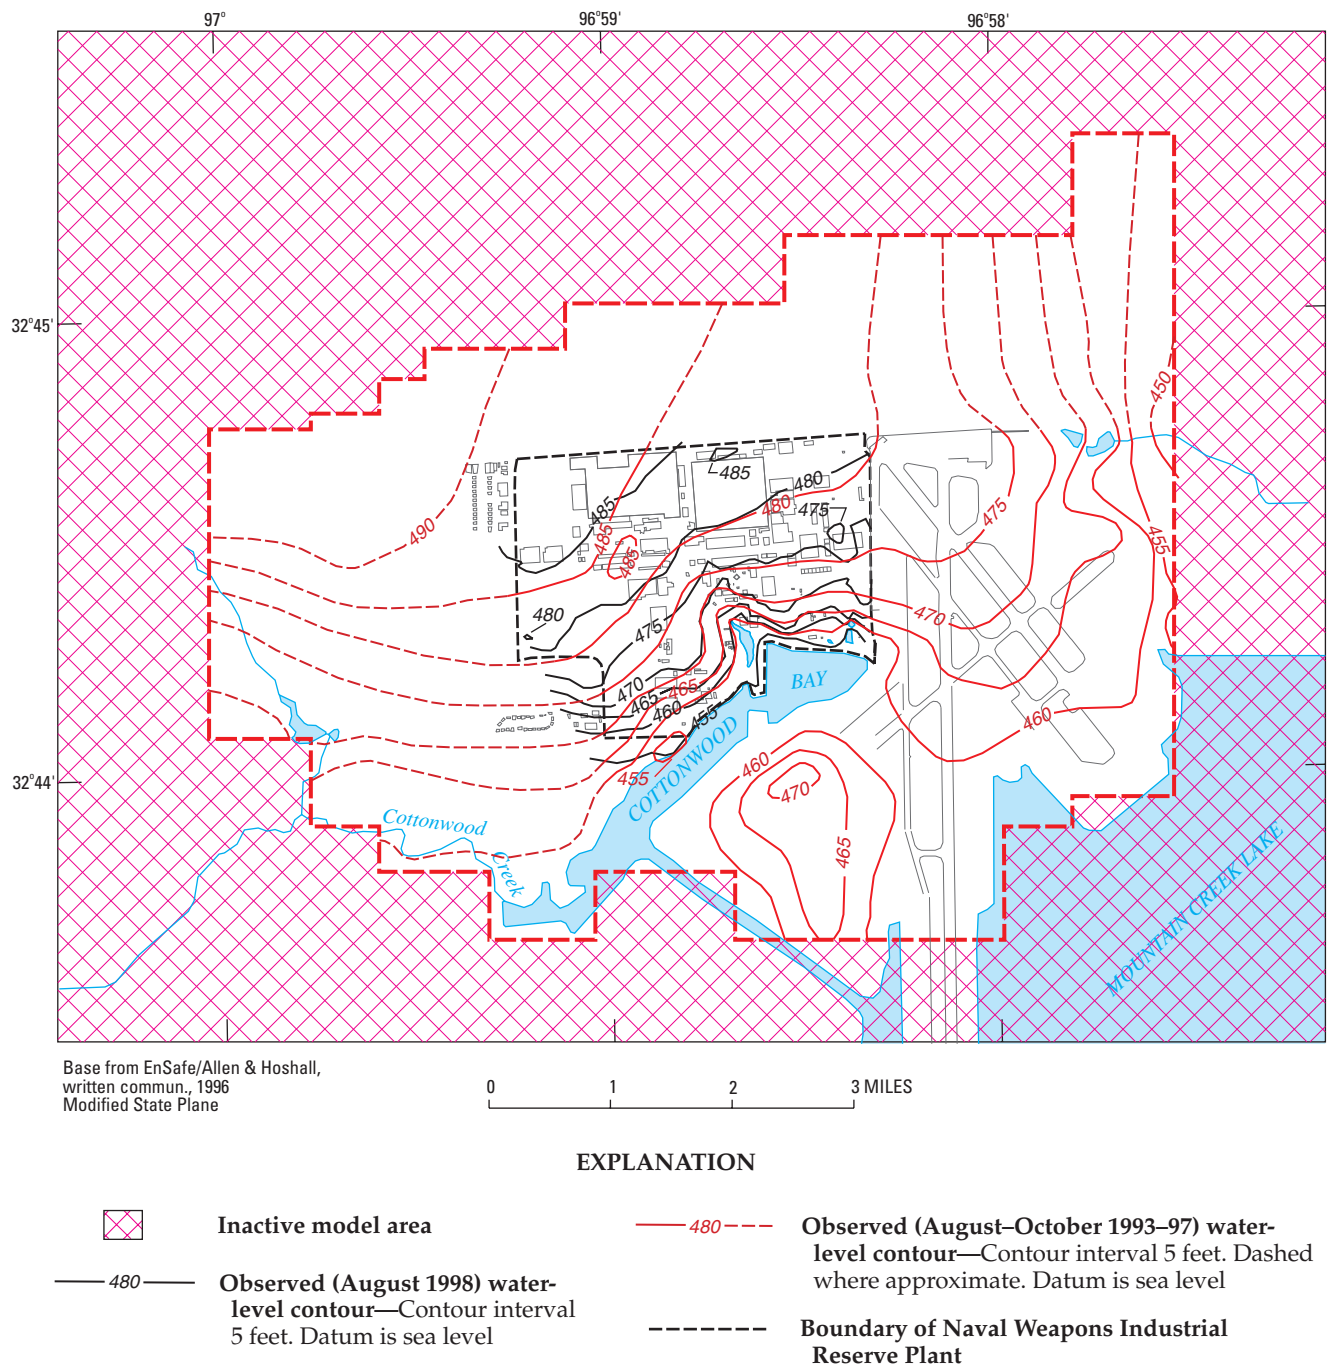 97°
96°59'
96°58'
32°45'
32°44'
490
485
485
480
485
485
480
475
475
480
475
470
465
460
455
465
470
460
455
450
455
460
470
465
BAY
COTTONWOOD
Cottonwood
Creek
MOUNTAIN CREEK LAKE
Base from EnSafe/Allen & Hoshall,
written commun., 1996
Modified State Plane
0 1 2 3 MILES
EXPLANATION
Inactive model area
480
Observed (August 1998) water-
level contour—Contour interval
5 feet. Datum is sea level
480
Observed (August–October 1993–97) water-
level contour—Contour interval 5 feet. Dashed
where approximate. Datum is sea level
Boundary of Naval Weapons Industrial
Reserve Plant